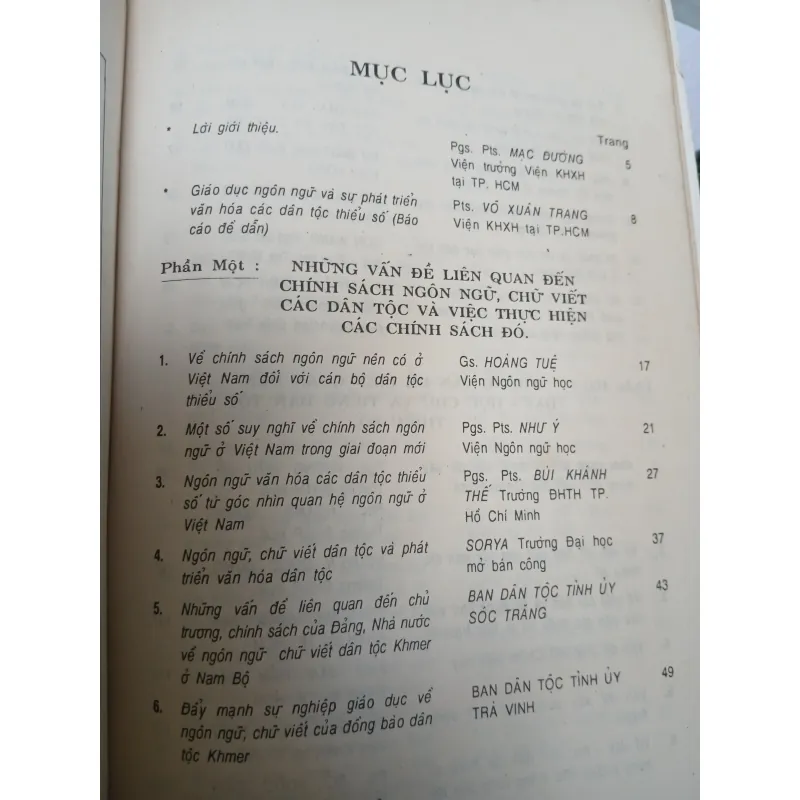 MỤC LỤC
Trang
• Lời giới thiệu.
Pgs. Pts. MẠC ĐƯỜNG 5
Viện trưởng Viện KHXH
tại TP. HCM
• Giáo dục ngôn ngữ và sự phát triển
văn hóa các dân tộc thiểu số (Báo
cáo đề dẫn)
Pts. VÕ XUÂN TRANG 8
Viện KHXH tại TP.HCM
Phần Một : NHỮNG VẤN ĐỀ LIÊN QUAN ĐẾN
CHÍNH SÁCH NGÔN NGỮ, CHỮ VIẾT
CÁC DÂN TỘC VÀ VIỆC THỰC HIỆN
CÁC CHÍNH SÁCH ĐÓ.
1. Về chính sách ngôn ngữ nên có ở
Việt Nam đối với cán bộ dân tộc
thiểu số
Gs. HOÀNG TUỆ 17
Viện Ngôn ngữ học
2. Một số suy nghĩ về chính sách ngôn
ngữ ở Việt Nam trong giai đoạn mới
Pgs. Pts. NHƯ Ý 21
Viện Ngôn ngữ học
3. Ngôn ngữ văn hóa các dân tộc thiểu
số từ góc nhìn quan hệ ngôn ngữ ở
Việt Nam
Pgs. Pts. BÙI KHÁNH 27
THẾ Trường ĐHTH TP.
Hồ Chí Minh
4. Ngôn ngữ, chữ viết dân tộc và phát
triển văn hóa dân tộc
SORYA Trường Đại học 37
mở bán công
5. Những vấn đề liên quan đến chủ
trương, chính sách của Đảng, Nhà nước
về ngôn ngữ chữ viết dân tộc Khmer
ở Nam Bộ
BAN DÂN TỘC TỈNH ỦY 43
SÓC TRĂNG
6. Đẩy mạnh sự nghiệp giáo dục về
ngôn ngữ, chữ viết của đồng bào dân
tộc Khmer
BAN DÂN TỘC TỈNH ỦY 49
TRÀ VINH